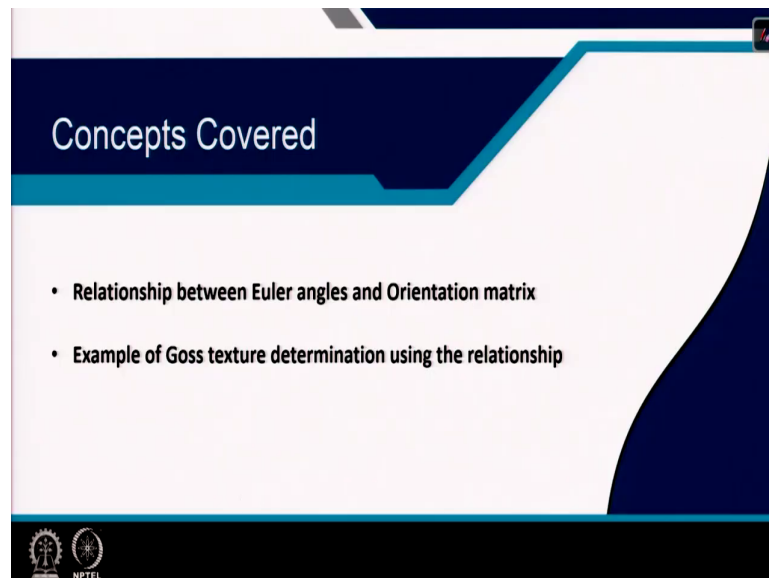 Concepts Covered
• Relationship between Euler angles and Orientation matrix
• Example of Goss texture determination using the relationship
NPTEL